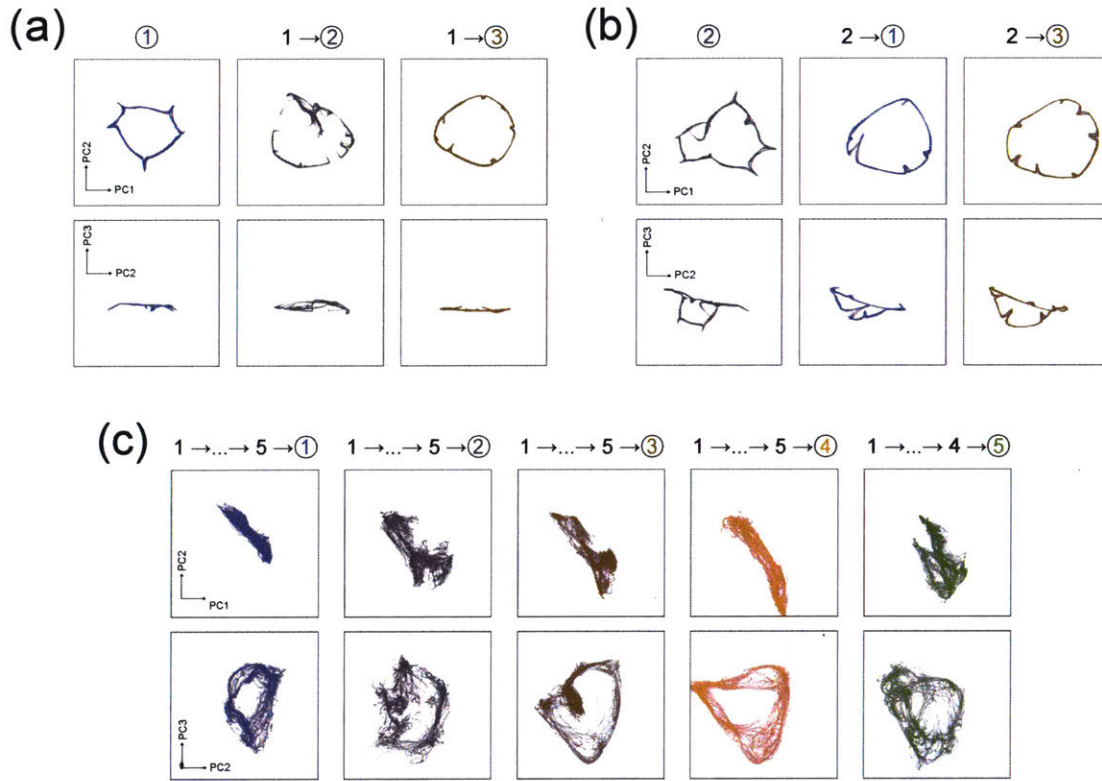 (a)
① 1 → ② 1 → ③
PC2
PC1
PC3
PC2
(b)
② 2 → ① 2 → ③
PC2
PC1
PC3
PC2
(c)
1 →...→ 5 → ① 1 →...→ 5 → ② 1 →...→ 5 → ③ 1 →...→ 5 → ④ 1 →...→ 4 → ⑤
PC2
PC1
PC3
PC2